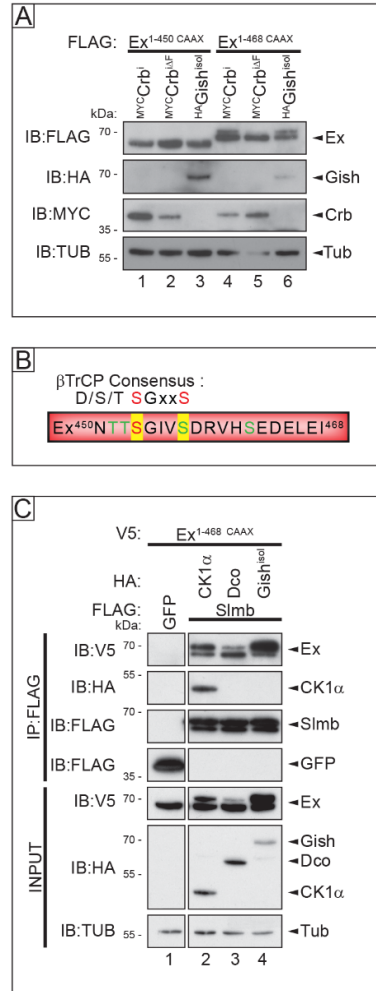 A
FLAG: Ex1-450 CAAX Ex1-468 CAAX
MYCCrbi MYCCrbiΔF HAGishisol MYCCrbi MYCCrbiΔF HAGishisol
kDa:
IB:FLAG 70 - ◄Ex
IB:HA 70 - ◄Gish
IB:MYC 35 - ◄Crb
IB:TUB 55 - ◄Tub
1 2 3 4 5 6
B
βTrCP Consensus :
D/S/T SGxxS
Ex450NTTSGIVSDRVHSEDELEI468
C
V5: Ex1-468 CAAX
HA: CK1α Dco Gishisol
FLAG: GFP Slmb
kDa:
IP:FLAG
IB:V5 70 - ◄Ex
IB:HA 55 - ◄CK1α
IB:FLAG 70 - ◄Slmb
IB:FLAG 35 - ◄GFP
INPUT
IB:V5 70 - ◄Ex
IB:HA 70 - 55 - ◄Gish ◄Dco ◄CK1α
IB:TUB 55 - ◄Tub
1 2 3 4